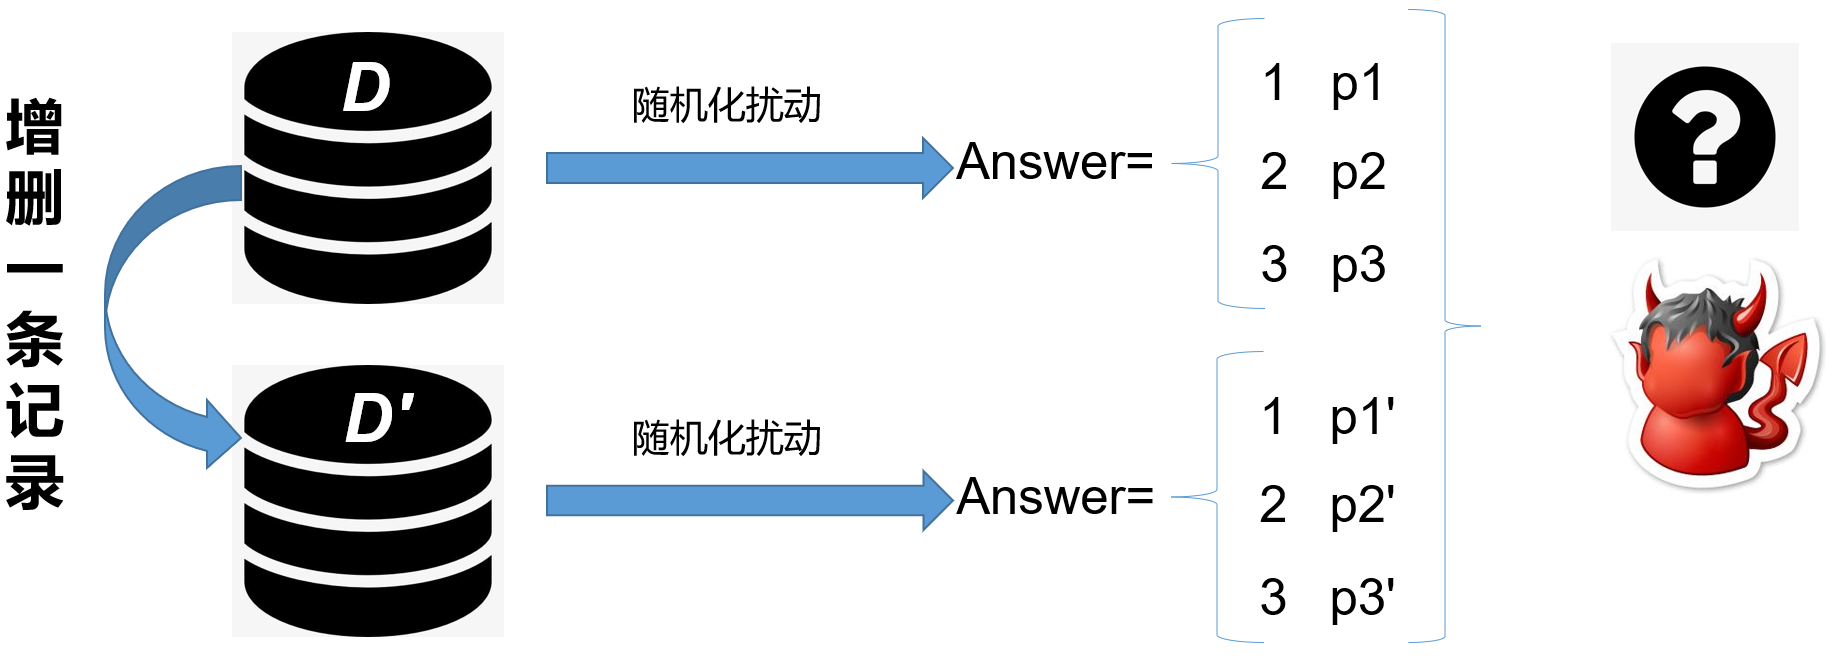 增删一条记录
D
随机化扰动
Answer=
1 p1
2 p2
3 p3
?
D'
随机化扰动
Answer=
1 p1'
2 p2'
3 p3'